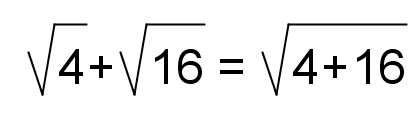 √4+√16 = √(4+16)